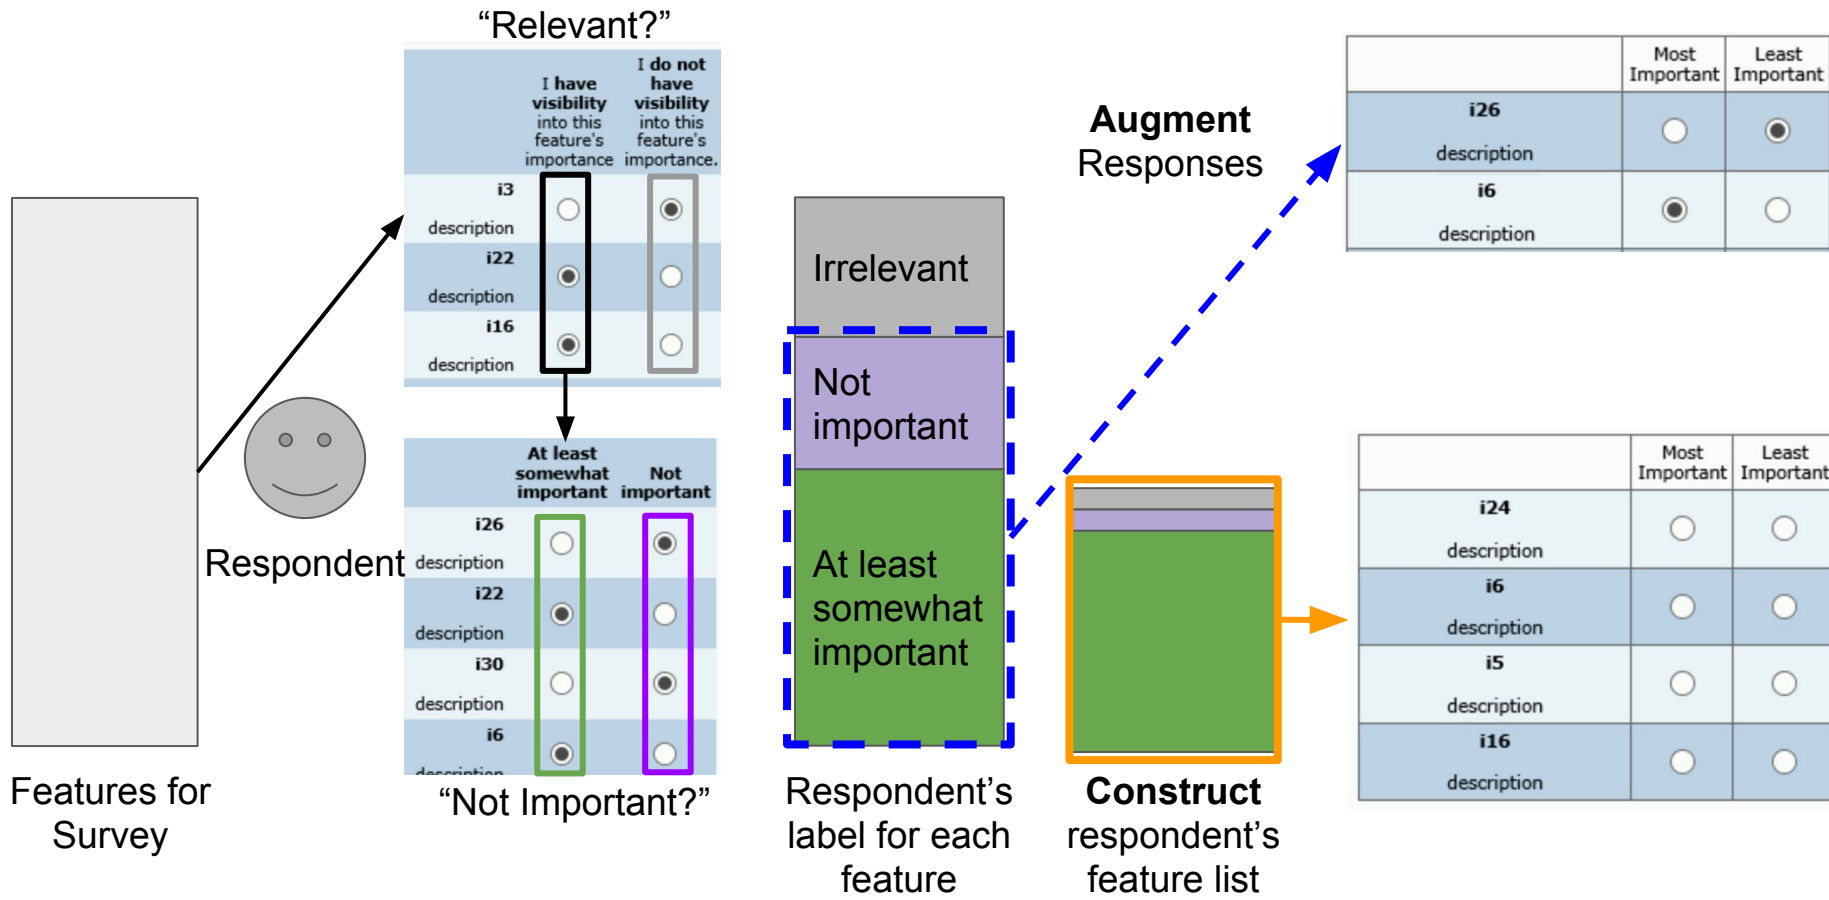 “Relevant?”
I have
visibility
into this
feature's
importance
I do not
have
visibility
into this
feature's
importance.
i3
description
i22
description
i16
description
At least
somewhat
important
Not
important
i26
description
i22
description
i30
description
i6
description
“Not Important?”
Features for
Survey
Respondent
Irrelevant
Not
important
At least
somewhat
important
Respondent’s
label for each
feature
Augment
Responses
Construct
respondent’s
feature list
Most
Important
Least
Important
i26
description
i6
description
Most
Important
Least
Important
i24
description
i6
description
i5
description
i16
description